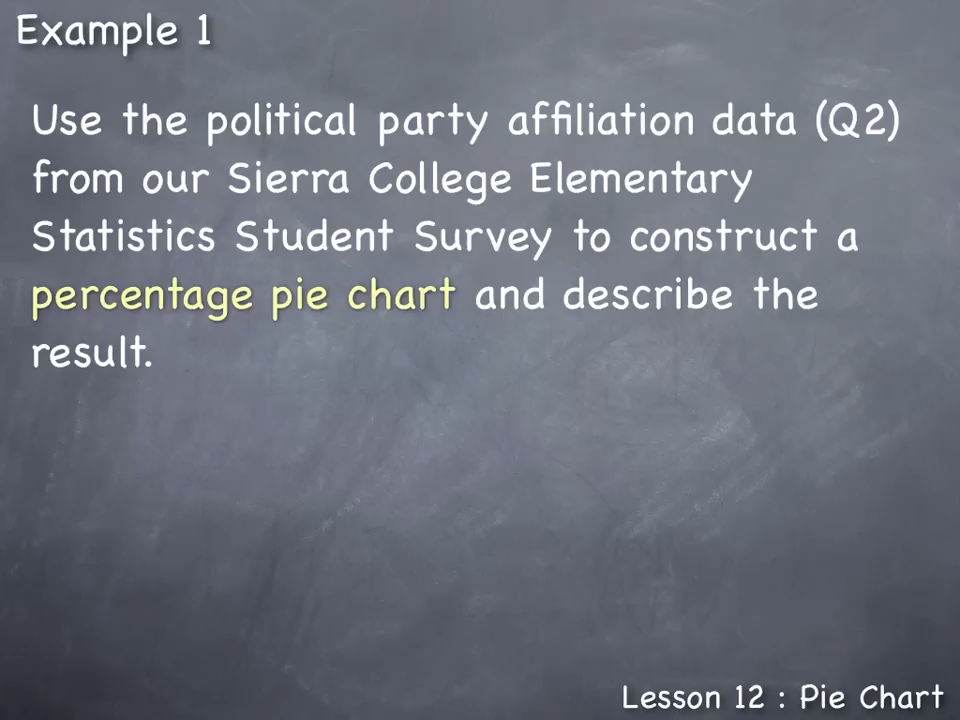 Example 1
Use the political party affiliation data (Q2)
from our Sierra College Elementary
Statistics Student Survey to construct a
percentage pie chart and describe the
result.
Lesson 12 : Pie Chart